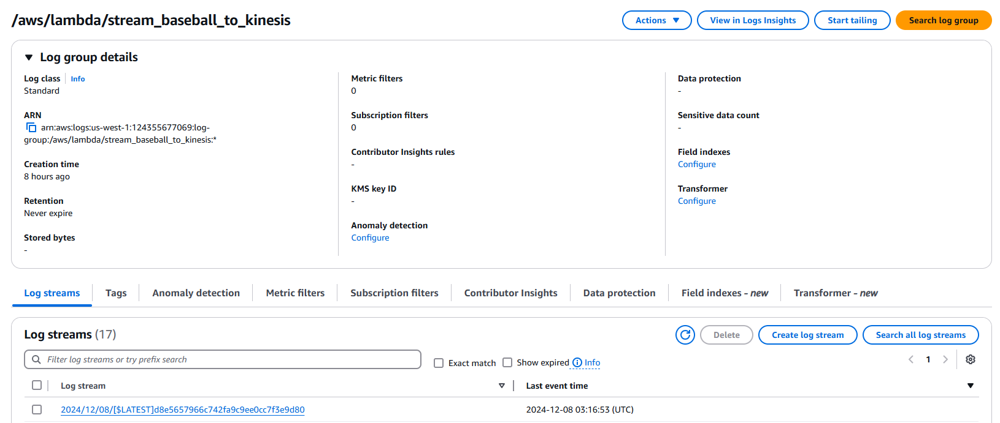 /aws/lambda/stream_baseball_to_kinesis
Actions
View in Logs Insights
Start tailing
Search log group
Log group details
Log class
Info
Standard
ARN
arn:aws:logs:us-west-1:124355677069:log-
group:/aws/lambda/stream_baseball_to_kinesis:*
Creation time
8 hours ago
Retention
Never expire
Stored bytes
-
Metric filters
0
Subscription filters
0
Contributor Insights rules
-
KMS key ID
-
Anomaly detection
Configure
Data protection
-
Sensitive data count
-
Field indexes
Configure
Transformer
Configure
Log streams
Tags
Anomaly detection
Metric filters
Subscription filters
Contributor Insights
Data protection
Field indexes - new
Transformer - new
Log streams (17)
Delete
Create log stream
Search all log streams
Filter log streams or try prefix search
Exact match
Show expired
Info
1
Log stream
Last event time
2024/12/08/[$LATEST]d8e5657966c742fa9c9ee0cc7f3e9d80
2024-12-08 03:16:53 (UTC)